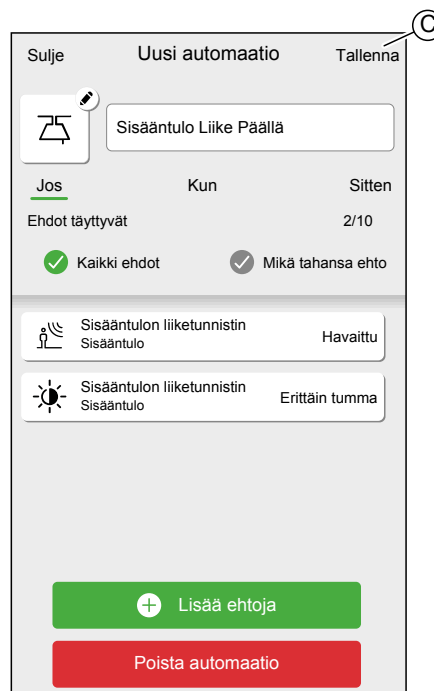 O
Sulje Uusi automaatio Tallenna
Sisääntulo Liike Päällä
Jos Kun Sitten
Ehdot täyttyvät 2/10
Kaikki ehdot Mikä tahansa ehto
Sisääntulon liiketunnistin
Sisääntulo
Havaittu
Sisääntulon liiketunnistin
Sisääntulo
Erittäin tumma
Lisää ehtoja
Poista automaatio